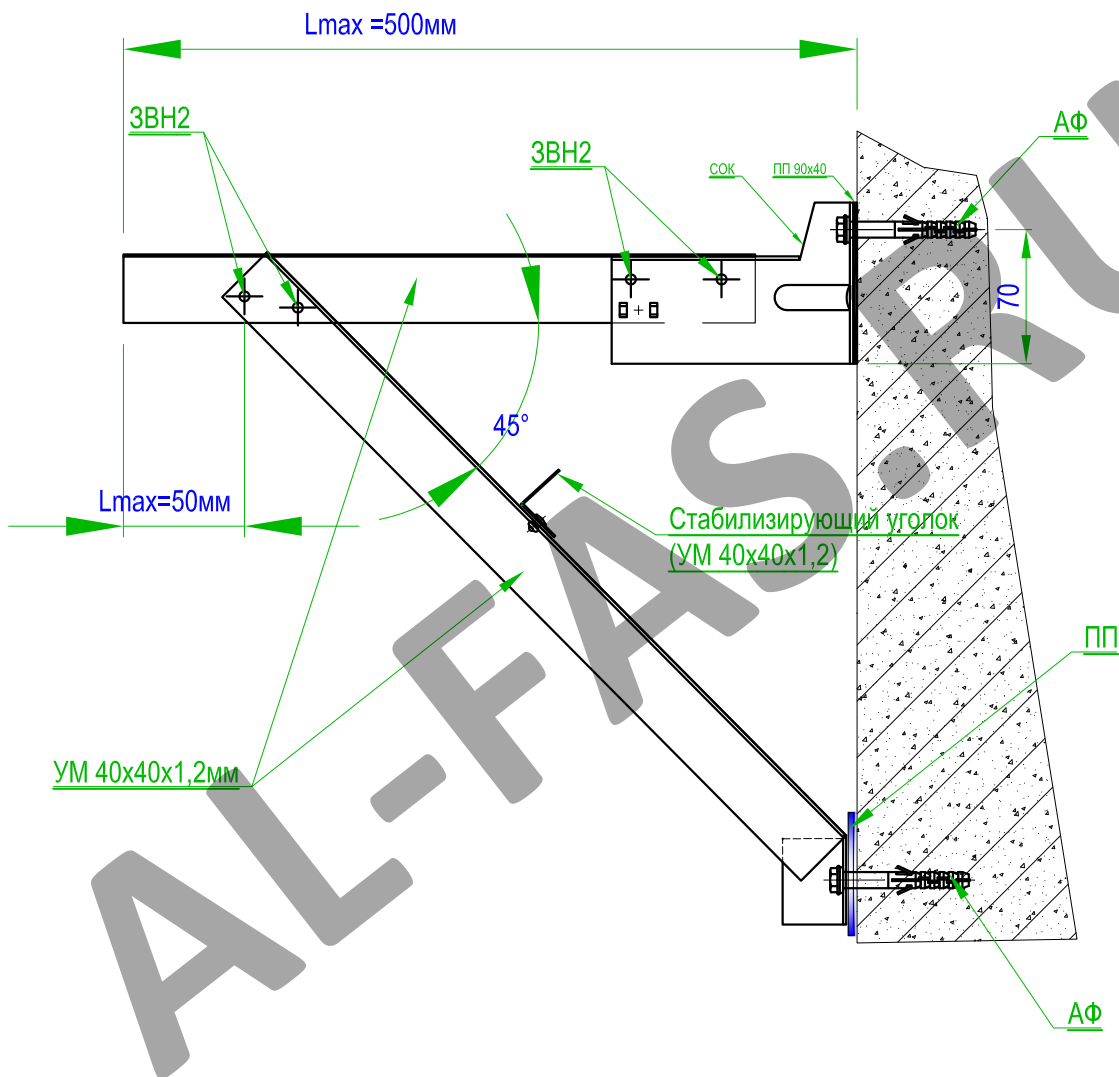 Lmax =500мм
ЗВН2
АФ
ЗВН2
СОК
ПП 90х40
70
45°
Lmax=50мм
Стабилизирующий уголок
(УМ 40х40х1,2)
ПП
УМ 40х40х1,2мм
АФ
AL-FAS.RU